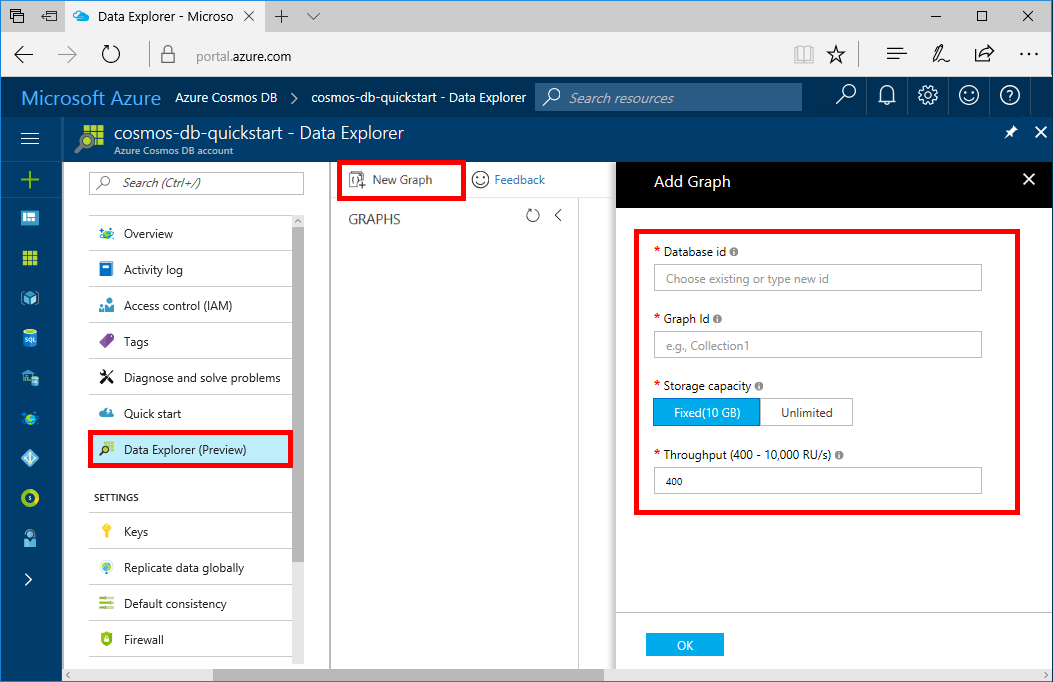 Data Explorer - Microso
portal.azure.com
Microsoft Azure Azure Cosmos DB > cosmos-db-quickstart - Data Explorer Search resources
cosmos-db-quickstart - Data Explorer
Azure Cosmos DB account
Search (Ctrl+/)
Overview
Activity log
Access control (IAM)
Tags
Diagnose and solve problems
Quick start
Data Explorer (Preview)
SETTINGS
Keys
Replicate data globally
Default consistency
Firewall
New Graph Feedback
GRAPHS
Add Graph
* Database id
Choose existing or type new id
* Graph Id
e.g., Collection1
* Storage capacity
Fixed(10 GB) Unlimited
* Throughput (400 - 10,000 RU/s)
400
OK
SQL